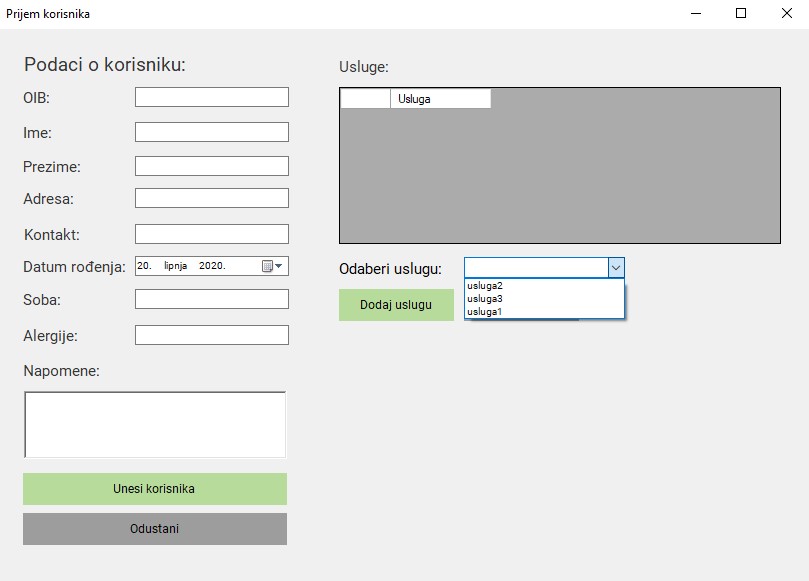 Prijem korisnika
Podaci o korisniku:
OIB:
Ime:
Prezime:
Adresa:
Kontakt:
Datum rođenja: 20. lipnja 2020.
Soba:
Alergije:
Napomene:
Unesi korisnika
Odustani
Usluge:
Usluga
Odaberi uslugu:
usluga2
usluga3
usluga1
Dodaj uslugu